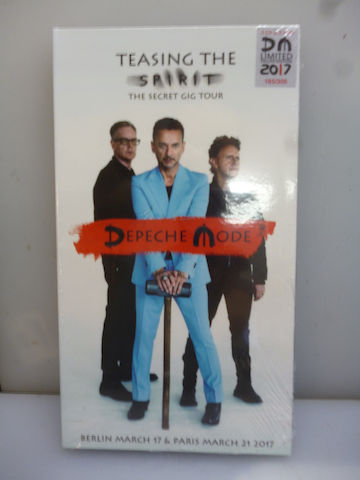 TEASING THE
SPIRIT
THE SECRET GIG TOUR
DM
LIMITED
2017
DEPECHE MODE
BERLIN MARCH 17 & PARIS MARCH 21 2017